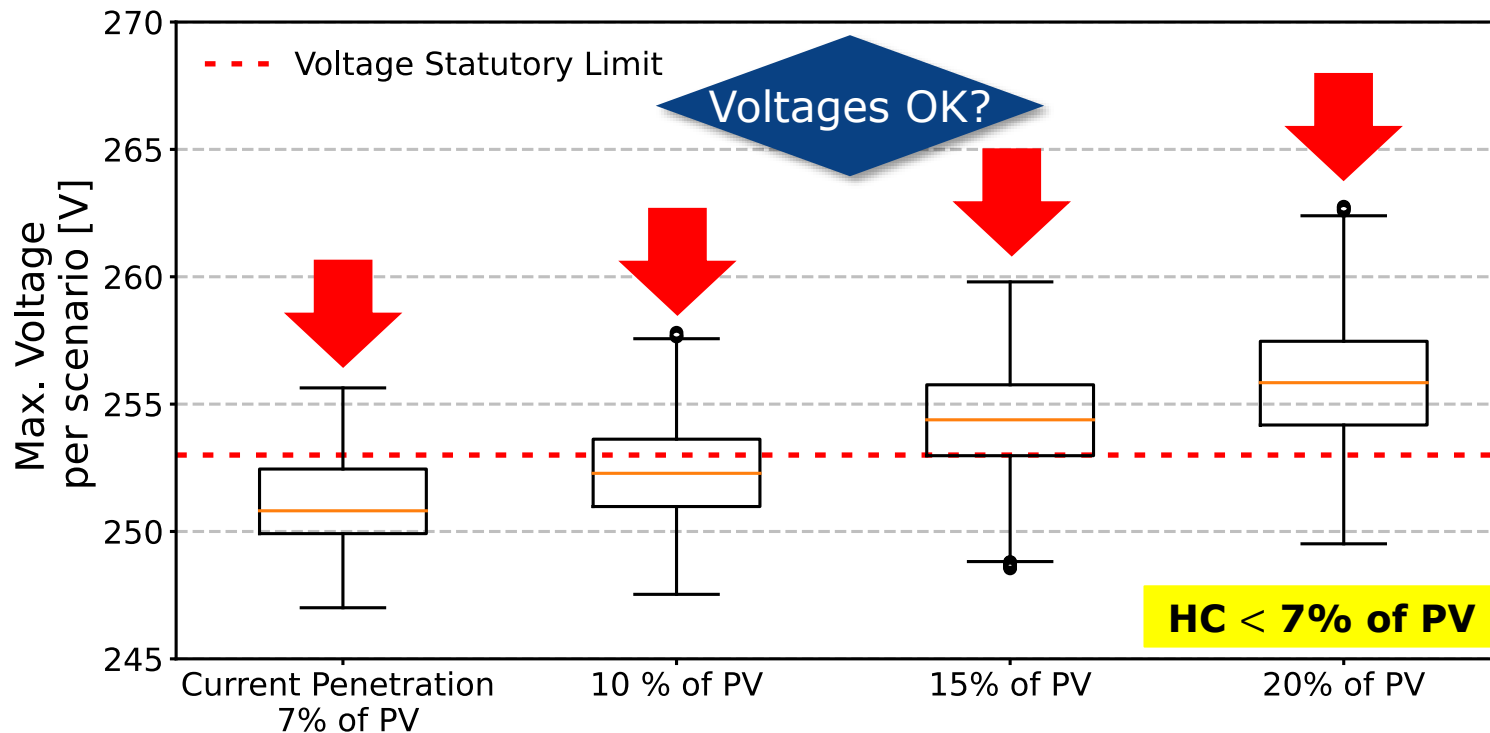 270
265
260
255
250
245
Max. Voltage
per scenario [V]
Voltage Statutory Limit
Voltages OK?
HC < 7% of PV
Current Penetration
7% of PV
10 % of PV
15% of PV
20% of PV